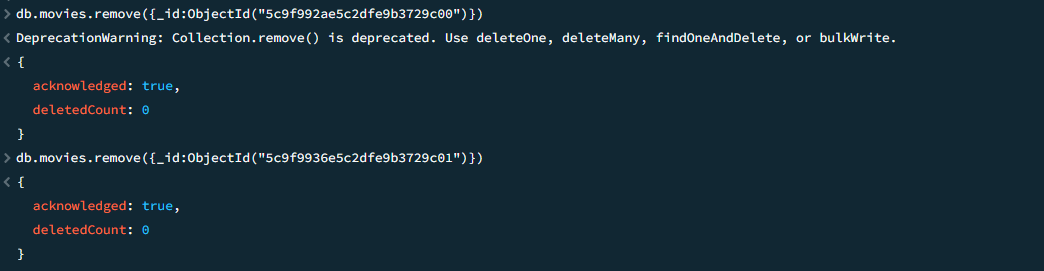 > db.movies.remove({_id:ObjectId("5c9f992ae5c2dfe9b3729c00")})
< DeprecationWarning: Collection.remove() is deprecated. Use deleteOne, deleteMany, findOneAndDelete, or bulkWrite.
< {
acknowledged: true,
deletedCount: 0
}
> db.movies.remove({_id:ObjectId("5c9f9936e5c2dfe9b3729c01")})
< {
acknowledged: true,
deletedCount: 0
}